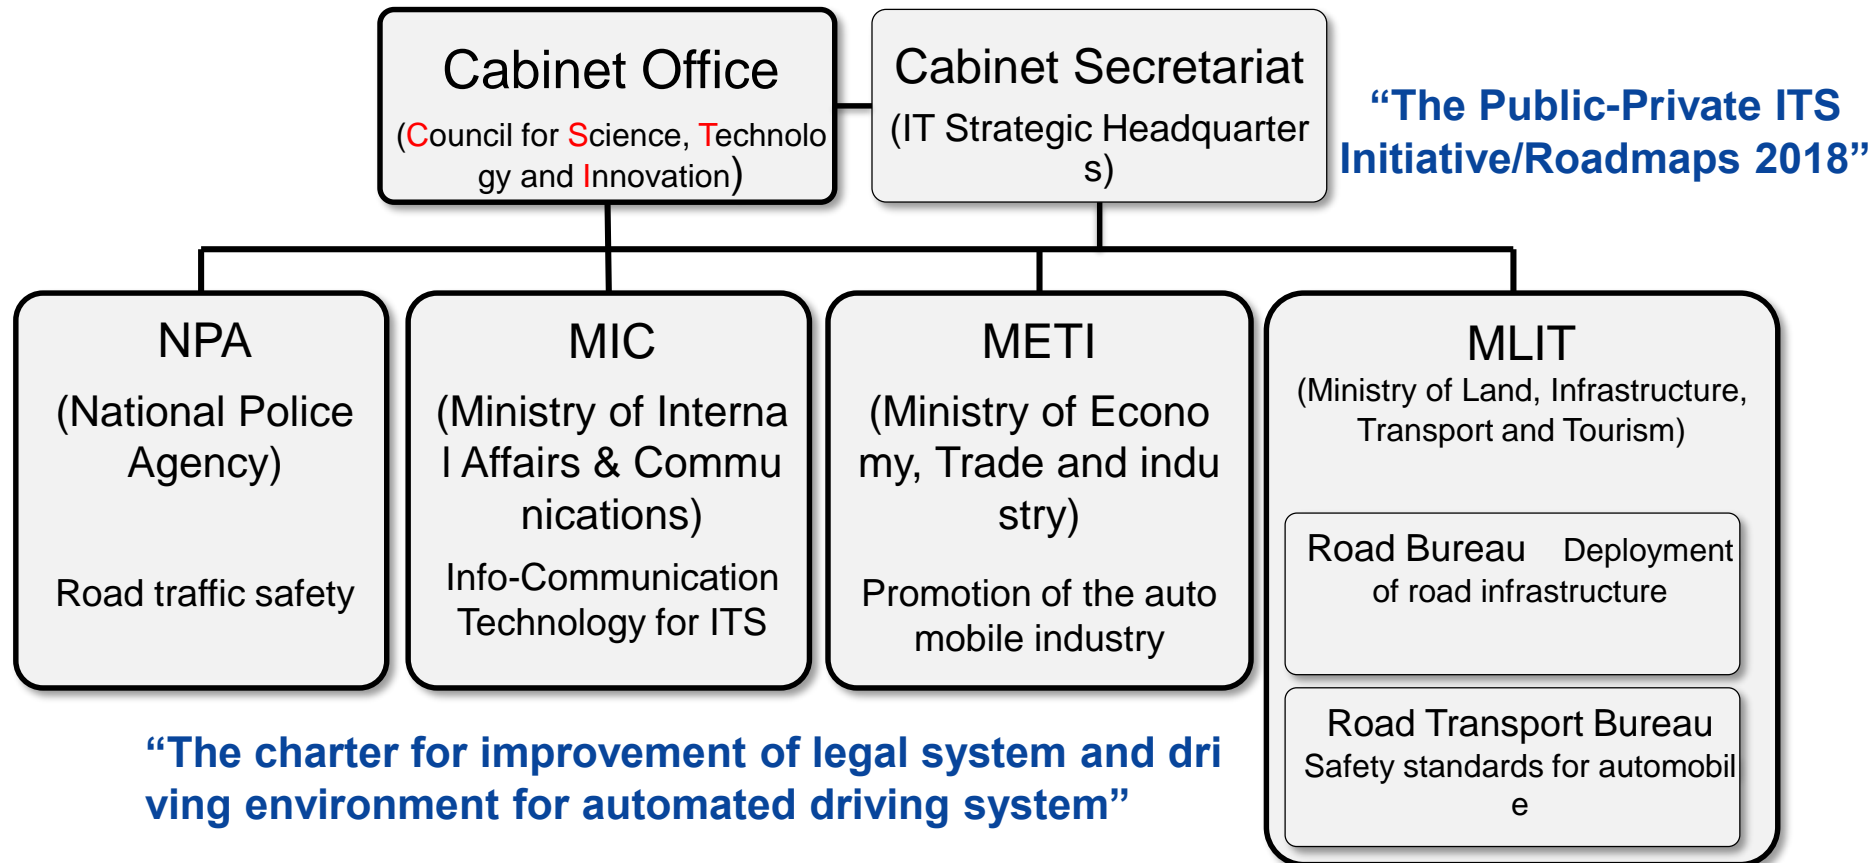 Cabinet Office
(Council for Science, Technolo
gy and Innovation)
Cabinet Secretariat
(IT Strategic Headquarter
s)
“The Public-Private ITS
Initiative/Roadmaps 2018”
NPA
(National Police
Agency)
Road traffic safety
MIC
(Ministry of Interna
l Affairs & Commu
nications)
Info-Communication
Technology for ITS
METI
(Ministry of Econo
my, Trade and indu
stry)
Promotion of the auto
mobile industry
MLIT
(Ministry of Land, Infrastructure,
Transport and Tourism)
Road Bureau Deployment
of road infrastructure
Road Transport Bureau
Safety standards for automobil
e
“The charter for improvement of legal system and dri
ving environment for automated driving system”